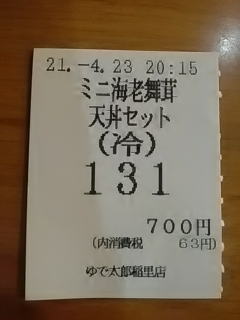 21.-4.23 20:15
ミニ海老舞茸
天丼セット
(冷)
131
700円
(内消費税 63円)
ゆで太郎稲里店